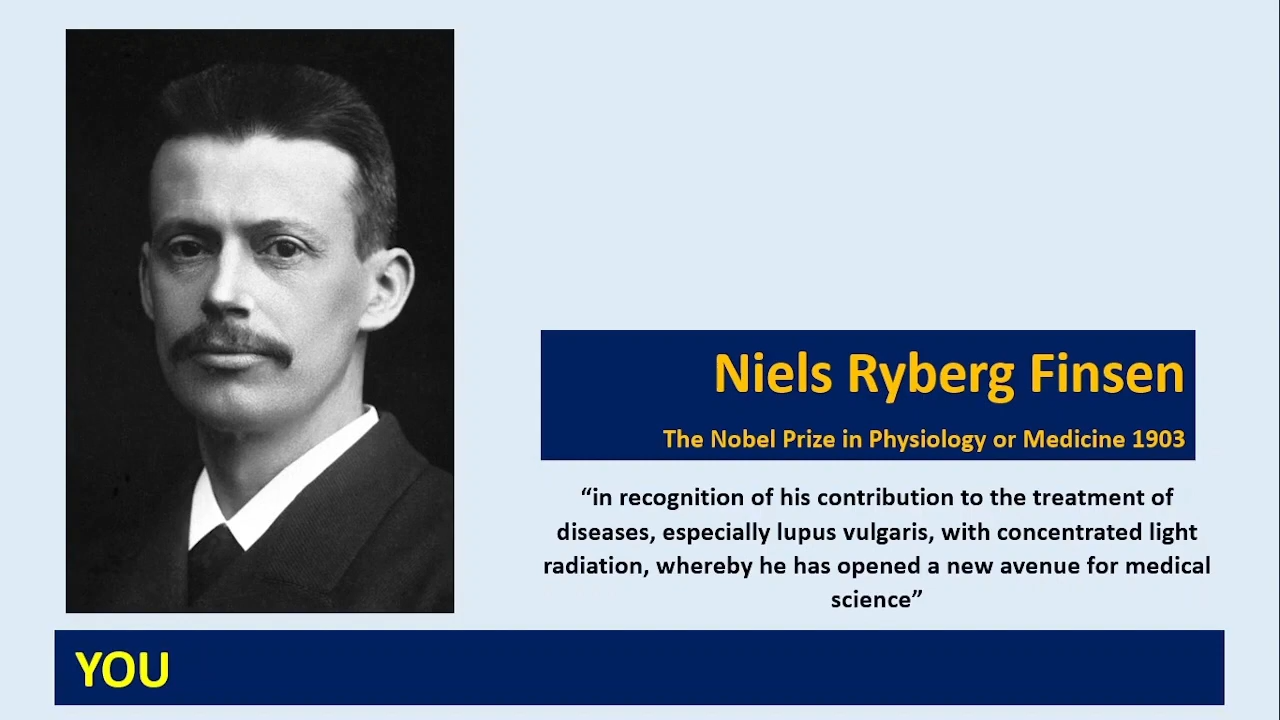 Niels Ryberg Finsen
The Nobel Prize in Physiology or Medicine 1903
“in recognition of his contribution to the treatment of
diseases, especially lupus vulgaris, with concentrated light
radiation, whereby he has opened a new avenue for medical
science”
YOU